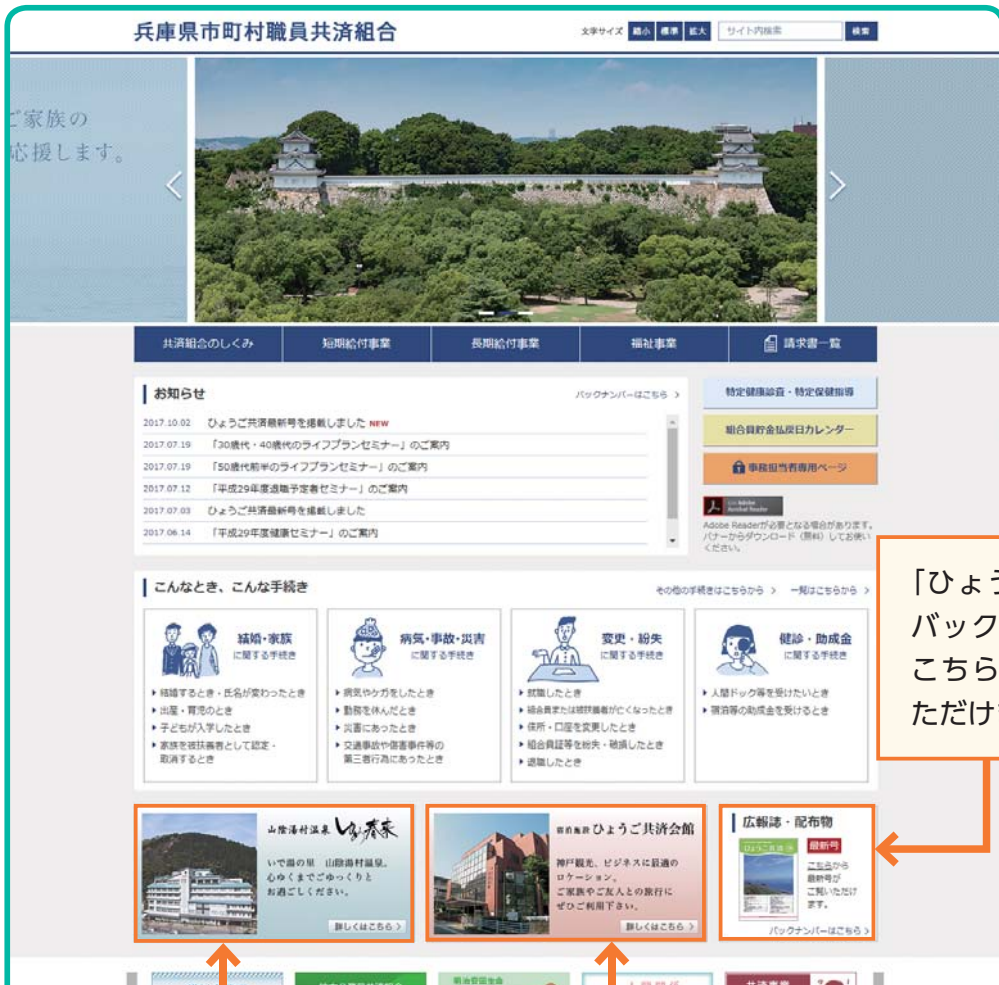 兵庫県市町村職員共済組合
文字サイズ 縮小 標準 拡大 サイト内検索 検索
ご家族の
応援します。
共済組合のしくみ 短期給付事業 長期給付事業 福祉事業 請求書一覧
お知らせ バックナンバーはこちら >
2017.10.02 ひょうご共済最新号を掲載しました NEW
2017.07.19 「30歳代・40歳代のライフプランセミナー」のご案内
2017.07.19 「50歳代前半のライフプランセミナー」のご案内
2017.07.12 「平成29年度退職予定者セミナー」のご案内
2017.07.03 ひょうご共済最新号を掲載しました
2017.06.14 「平成29年度健康セミナー」のご案内
特定健康診査・特定保健指導
組合員貯金払戻日カレンダー
事務担当者専用ページ
Adobe
Acrobat Reader
Adobe Readerが必要となる場合があります。
バナーからダウンロード（無料）してお使い
ください。
こんなとき、こんな手続き その他の手続きはこちらから > 一覧はこちらから >
結婚・家族
に関する手続き
結婚するとき・氏名が変わったとき
出産・育児のとき
子どもが入学したとき
家族を被扶養者として認定・
取消するとき
病気・事故・災害
に関する手続き
病気やケガをしたとき
勤務を休んだとき
災害にあったとき
交通事故や傷害事件等の
第三者行為にあったとき
変更・紛失
に関する手続き
就職したとき
組合員または被扶養者が亡くなったとき
住所・口座を変更したとき
組合員証等を紛失・破損したとき
退職したとき
健診・助成金
に関する手続き
人間ドック等を受けたいとき
宿泊等の助成金を受けるとき
「ひょう
バック
こちら
ただけ
山陰湯村温泉 ゆ春来
いで湯の里 山陰湯村温泉。
心ゆくまでごゆっくりと
お過ごしください。
詳しくはこちら >
宿泊施設 ひょうご共済会館
神戸観光、ビジネスに最適の
ロケーション。
ご家族やご友人との旅行に
ぜひご利用下さい。
詳しくはこちら >
広報誌・配布物
最新号
こちらから
最新号が
ご覧いただけ
ます。
バックナンバーはこちら >
明治安田生命
共済事業